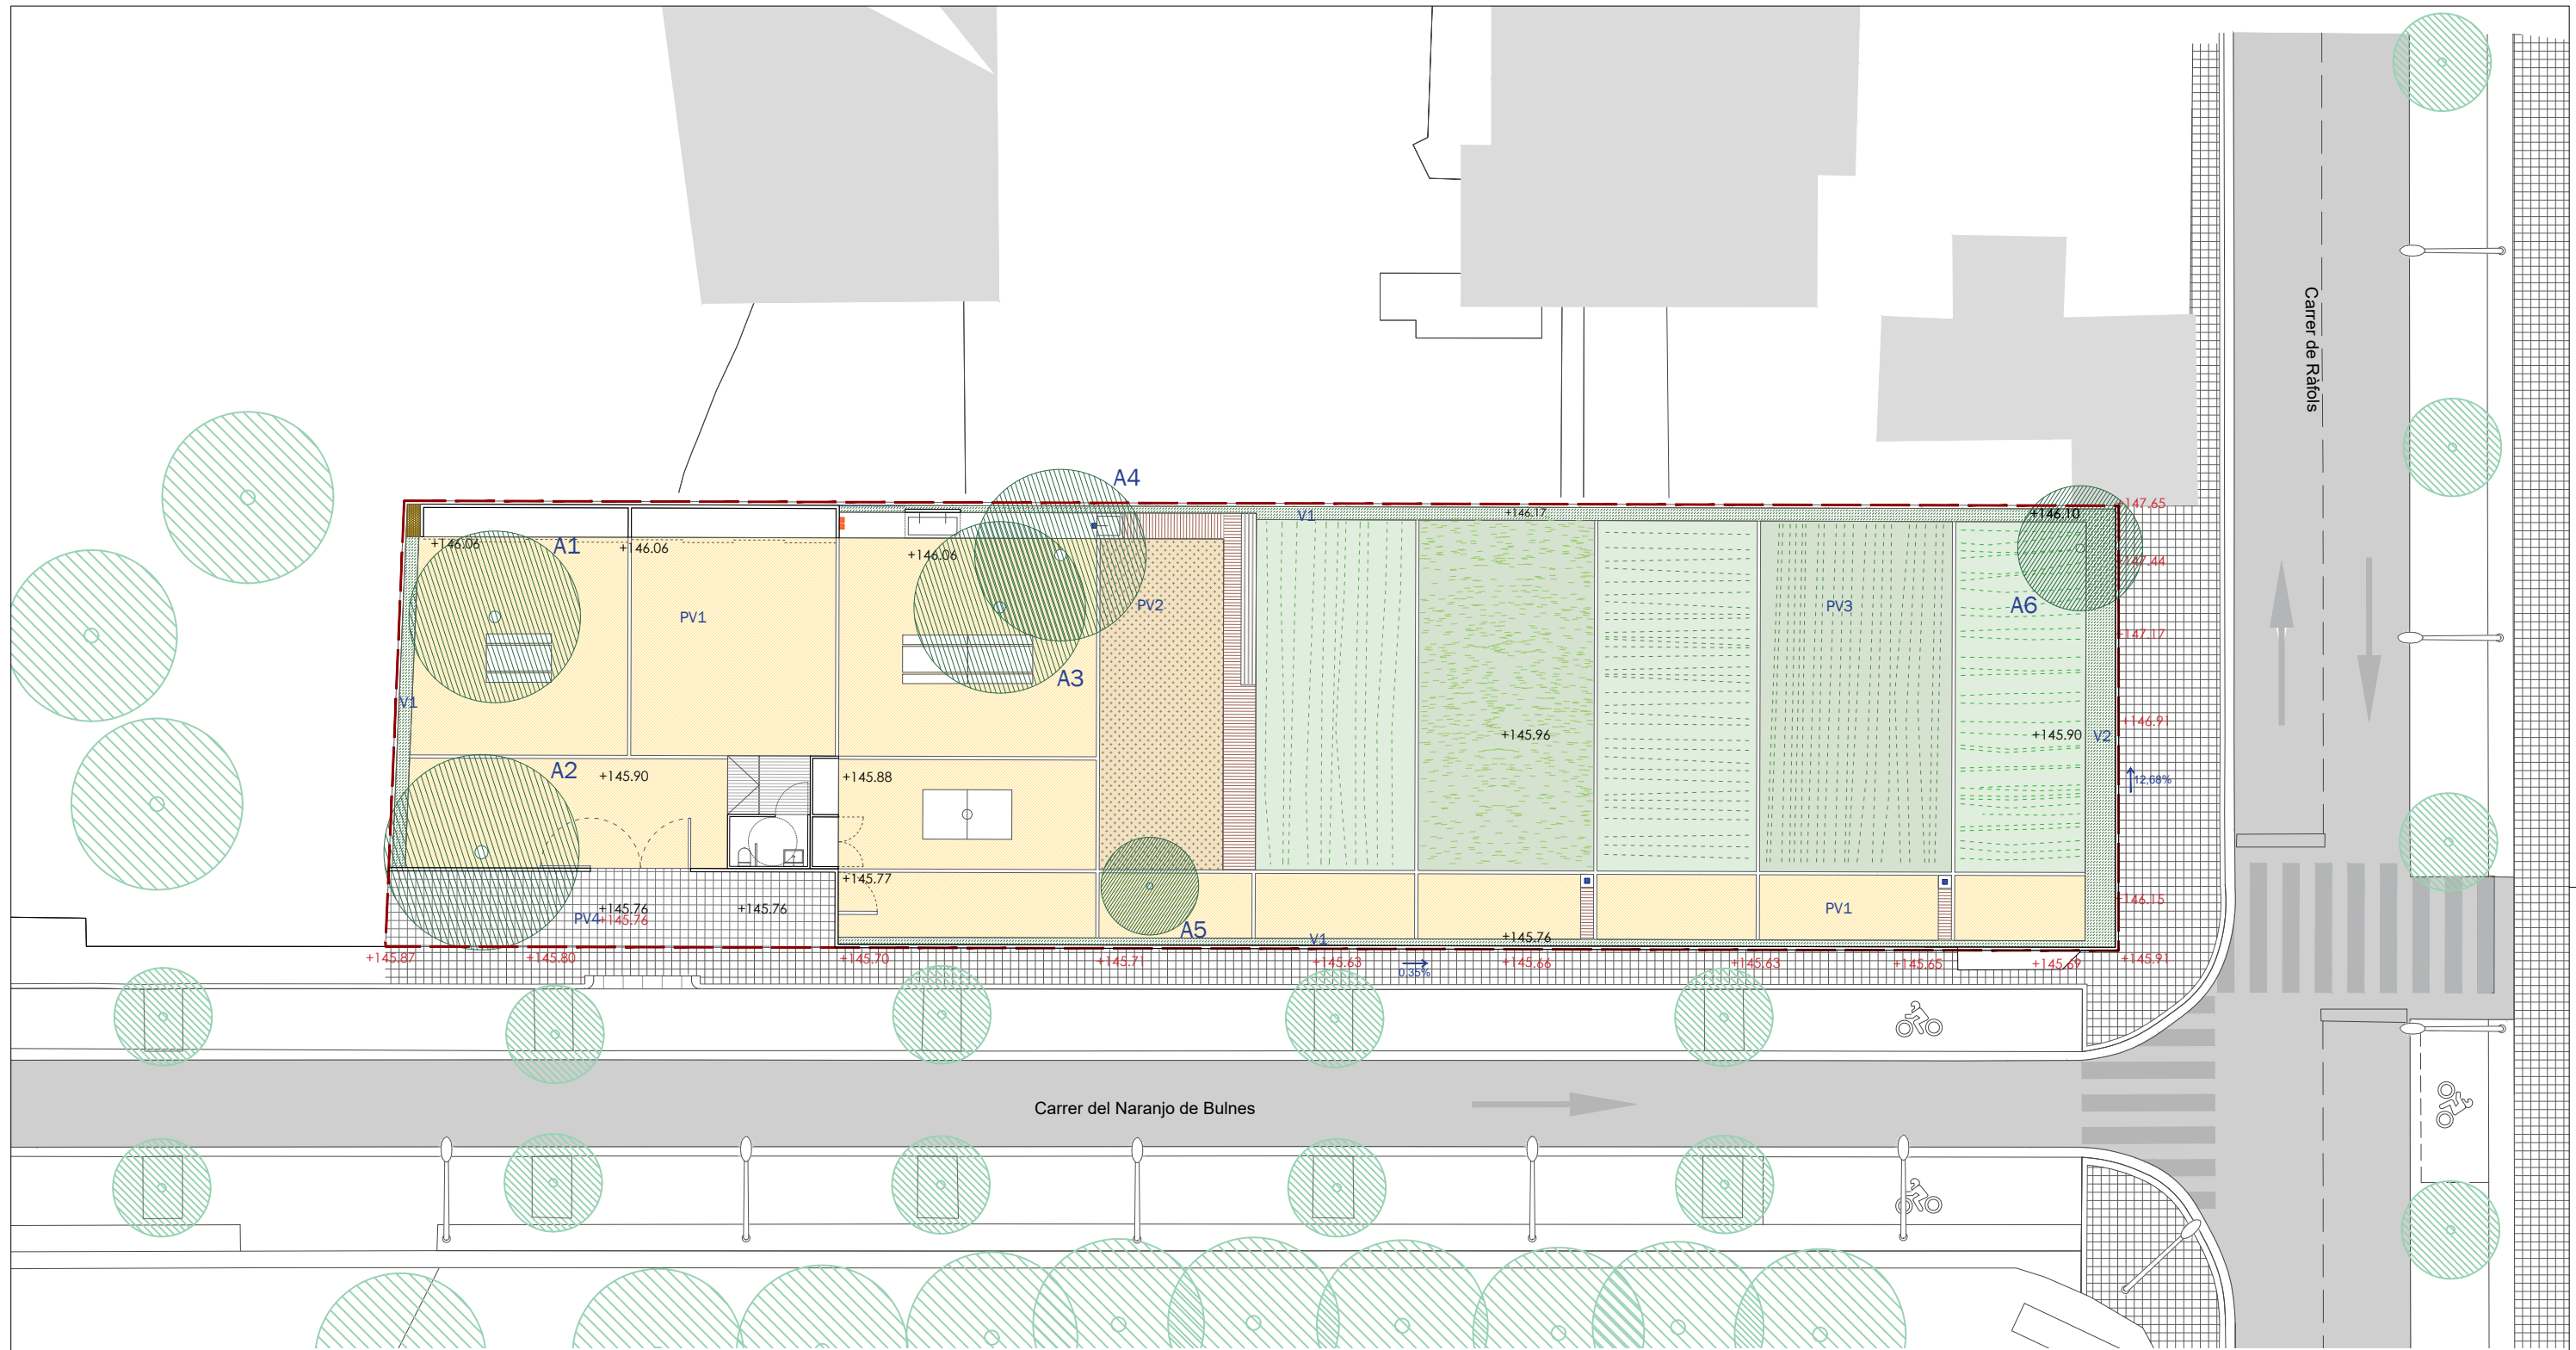 Carrer de Ràfols
A4
+147.65
V1
+146.17
+146.10
+146.06
A1
+146.06
+146.06
+147.44
PV1
PV2
PV3
A6
+147.17
A3
V1
+146.91
+145.96
+145.90
V2
A2
+145.90
+145.88
12,68%
+145.77
+146.15
PV4
+145.76
+145.76
+145.76
PV1
A5
V1
+145.76
+145.87
+145.80
+145.70
+145.71
+145.63
0,35%
+145.66
+145.63
+145.65
+145.69
+145.91
Carrer del Naranjo de Bulnes